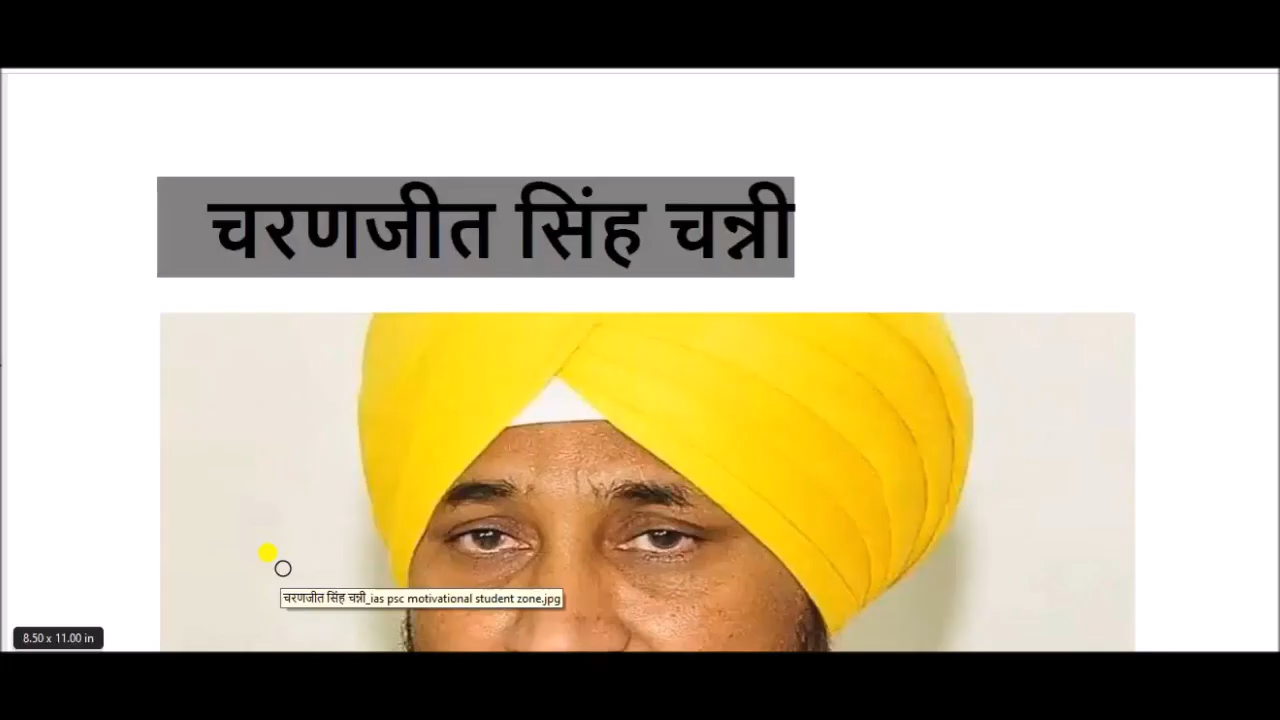 चरणजीत सिंह चन्नी
चरणजीत सिंह चन्नी_ias psc motivational student zone.jpg
8.50 x 11.00 in